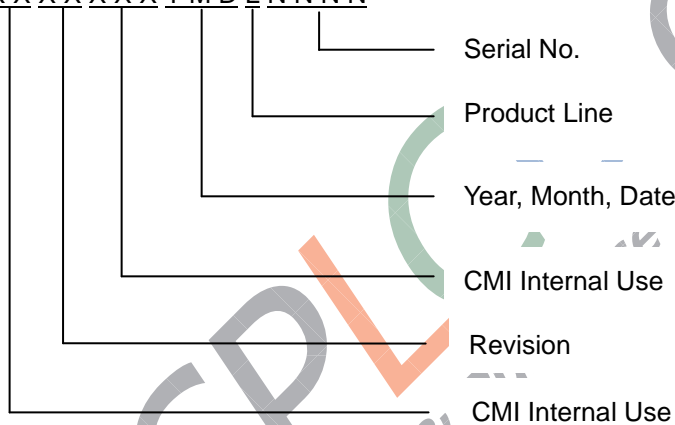 X X X X X X X Y M D L N N N N
Serial No.
Product Line
Year, Month, Date
CMI Internal Use
Revision
CMI Internal Use